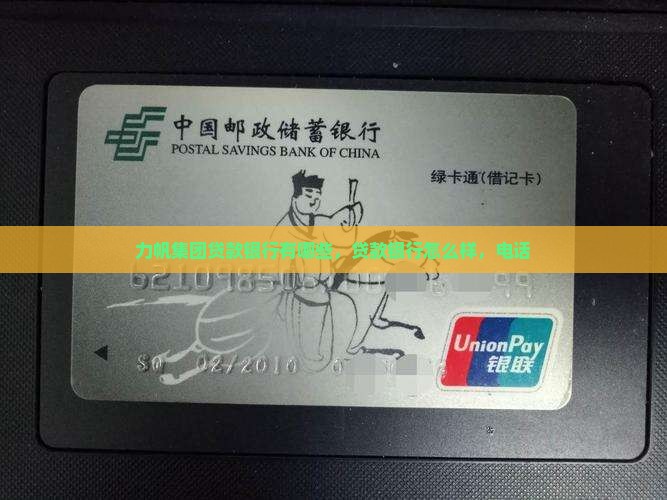 中国邮政储蓄银行
POSTAL SAVINGS BANK OF CHINA
绿卡通(借记卡)
力帆集团贷款银行有哪些，贷款银行怎么样，电话
UnionPay
银联
02/2010